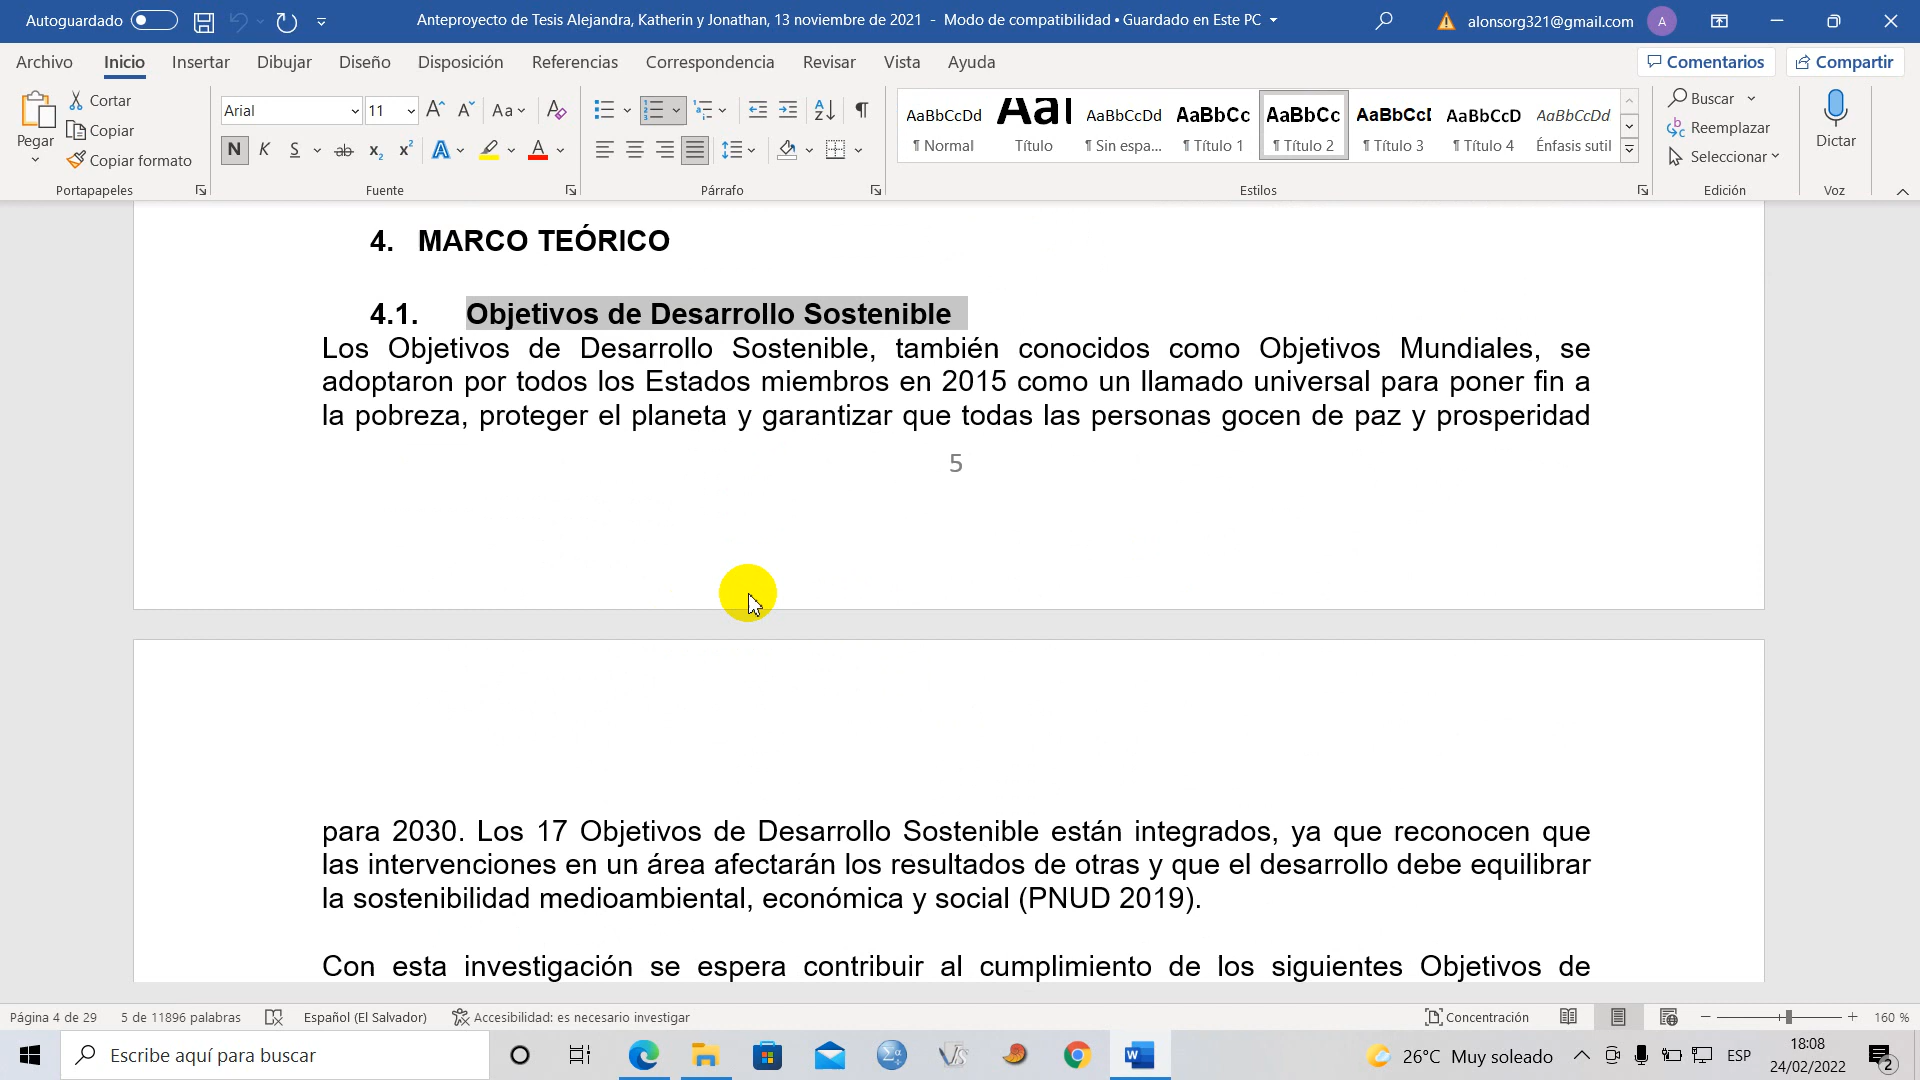 Autoguardado
Anteproyecto de Tesis Alejandra, Katherin y Jonathan, 13 noviembre de 2021 - Modo de compatibilidad • Guardado en Este PC
alonsorg321@gmail.com
A
Archivo Inicio Insertar Dibujar Diseño Disposición Referencias Correspondencia Revisar Vista Ayuda
Comentarios
Compartir
Pegar
Cortar
Copiar
Copiar formato
Portapapeles
Arial
11
Fuente
Párrafo
AaBbCcDd
¶ Normal
AaI
Título
AaBbCcDd
¶ Sin espa...
AaBbCc
¶ Título 1
AaBbCc
¶ Título 2
AaBbCcI
¶ Título 3
AaBbCcD
¶ Título 4
AaBbCcDd
Énfasis sutil
Estilos
Buscar
Reemplazar
Seleccionar
Edición
Dictar
Voz
4. MARCO TEÓRICO
4.1. Objetivos de Desarrollo Sostenible
Los Objetivos de Desarrollo Sostenible, también conocidos como Objetivos Mundiales, se
adoptaron por todos los Estados miembros en 2015 como un llamado universal para poner fin a
la pobreza, proteger el planeta y garantizar que todas las personas gocen de paz y prosperidad
5
para 2030. Los 17 Objetivos de Desarrollo Sostenible están integrados, ya que reconocen que
las intervenciones en un área afectarán los resultados de otras y que el desarrollo debe equilibrar
la sostenibilidad medioambiental, económica y social (PNUD 2019).
Con esta investigación se espera contribuir al cumplimiento de los siguientes Objetivos de
Página 4 de 29 5 de 11896 palabras Español (El Salvador) Accesibilidad: es necesario investigar
Concentración
160 %
Escribe aquí para buscar
26°C Muy soleado
ESP
18:08
24/02/2022
2